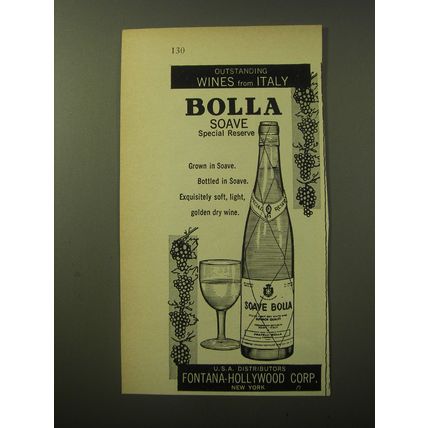 130
OUTSTANDING
WINES from ITALY
BOLLA
SOAVE
Special Reserve
Grown in Soave.
Bottled in Soave.
Exquisitely soft, light,
golden dry wine.
SOAVE BOLLA
U.S.A. DISTRIBUTORS
FONTANA-HOLLYWOOD CORP.
NEW YORK